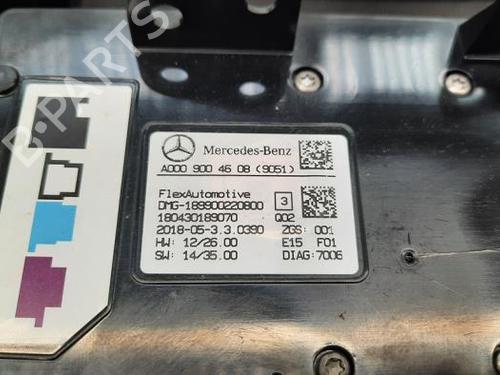 B-PARTS
Mercedes-Benz
A000 900 46 08 (9051)
FlexAutomotive
DMG-189900220800
3
180430189070 Q02
2018-05-3.3.0390 ZGS: 001
HW: 12/26.00 E15 F01
SW: 14/35.00 DIAG:7006